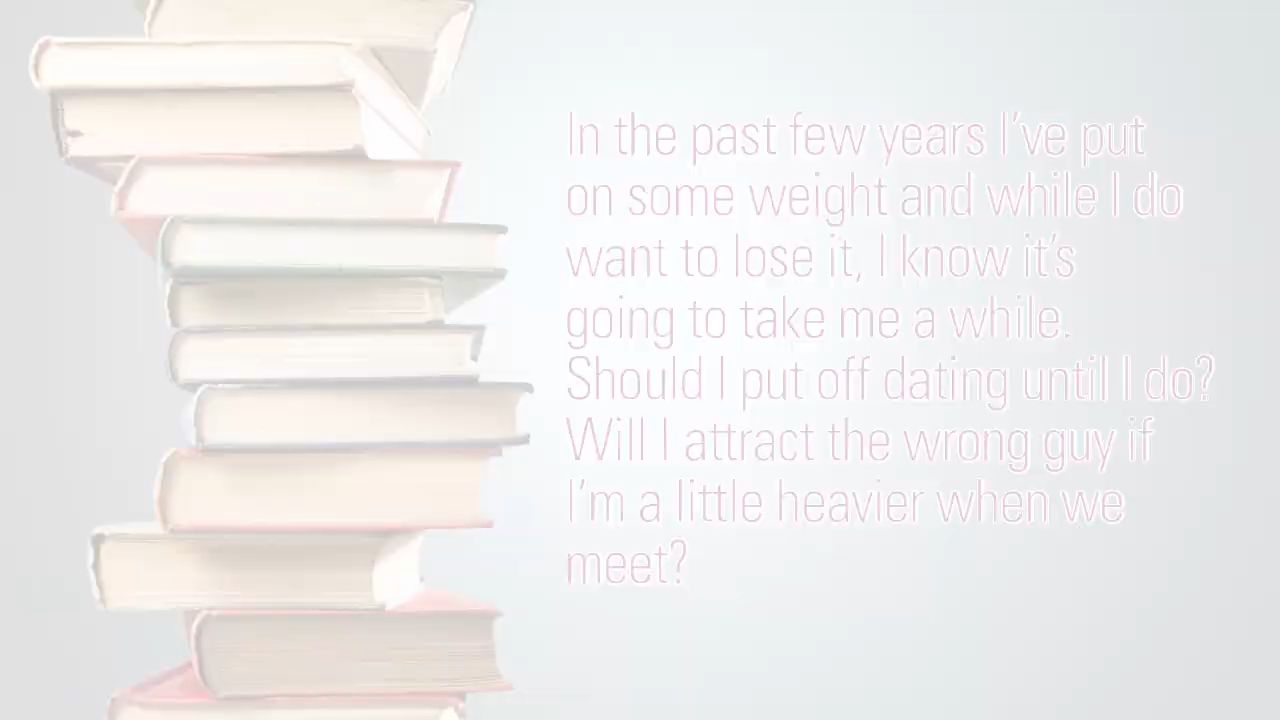 In the past few years I've put
on some weight and while I do
want to lose it, I know it's
going to take me a while.
Should I put off dating until I do?
Will I attract the wrong guy if
I'm a little heavier when we
meet?